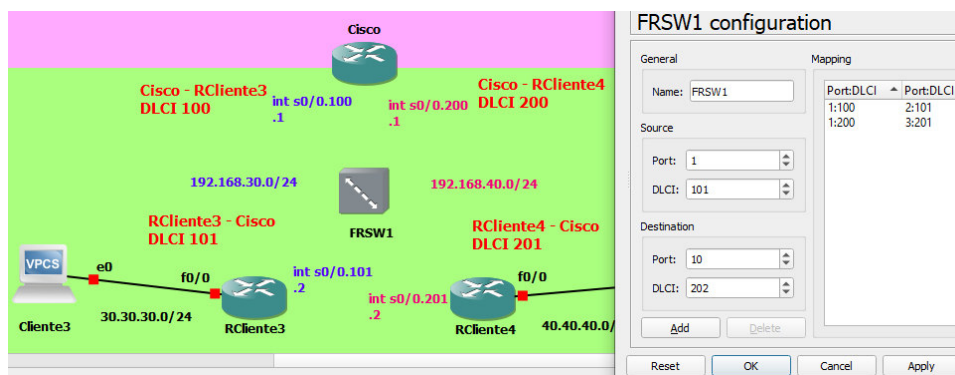 Cisco
Cisco - RCliente3
DLCI 100
int s0/0.100
.1
int s0/0.200
.1
Cisco - RCliente4
DLCI 200
192.168.30.0/24
192.168.40.0/24
FRSW1
RCliente3 - Cisco
DLCI 101
RCliente4 - Cisco
DLCI 201
VPCS
e0
f0/0
int s0/0.101
.2
int s0/0.201
.2
f0/0
Cliente3
30.30.30.0/24
RCliente3
RCliente4
40.40.40.0/
FRSW1 configuration
General
Name: FRSW1
Source
Port: 1
DLCI: 101
Destination
Port: 10
DLCI: 202
Add
Delete
Mapping
Port:DLCI Port:DLCI
1:100 2:101
1:200 3:201
Reset
OK
Cancel
Apply